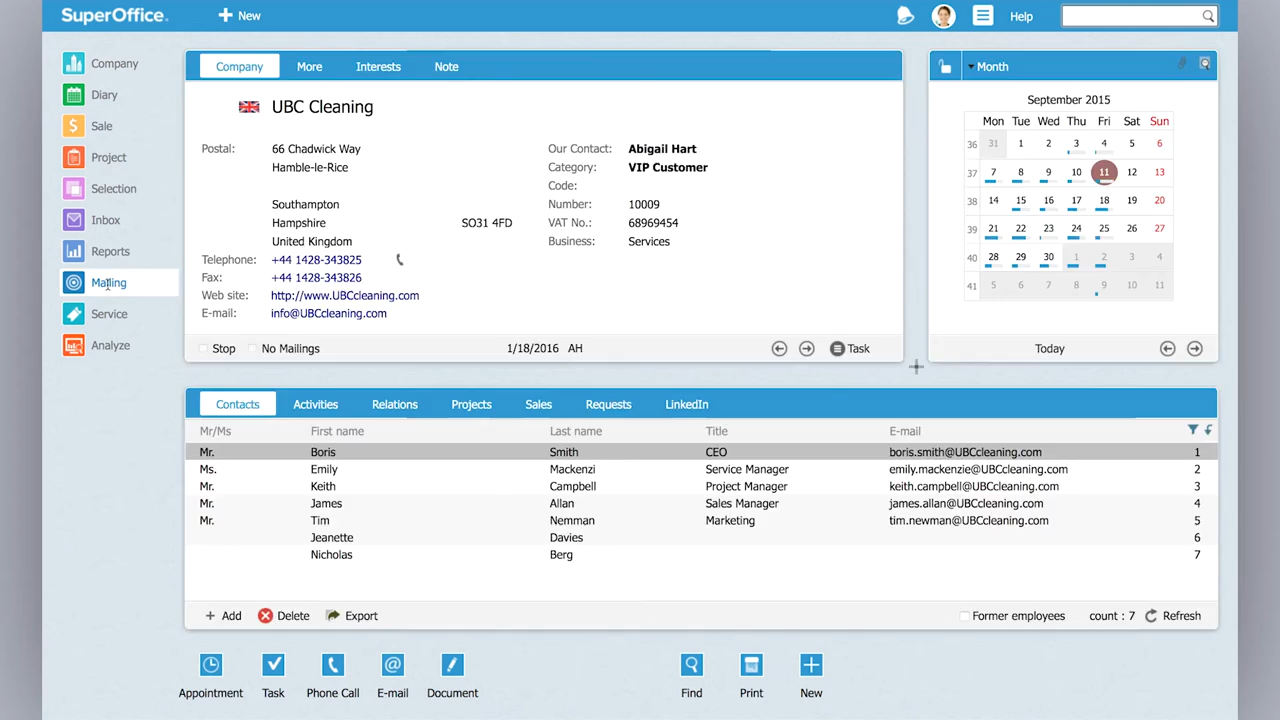 SuperOffice.
New
Help
Company
Diary
Sale
Project
Selection
Inbox
Reports
Mailing
Service
Analyze
Company More Interests Note
UBC Cleaning
Postal: 66 Chadwick Way
Hamble-le-Rice
Southampton
Hampshire SO31 4FD
United Kingdom
Telephone: +44 1428-343825
Fax: +44 1428-343826
Web site: http://www.UBCcleaning.com
E-mail: info@UBCcleaning.com
Our Contact: Abigail Hart
Category: VIP Customer
Code:
Number: 10009
VAT No.: 68969454
Business: Services
Stop No Mailings 1/18/2016 AH Task
Month
September 2015
Mon Tue Wed Thu Fri Sat Sun
36 31 1 2 3 4 5 6
37 7 8 9 10 11 12 13
38 14 15 16 17 18 19 20
39 21 22 23 24 25 26 27
40 28 29 30 1 2 3 4
41 5 6 7 8 9 10 11
Today
Contacts Activities Relations Projects Sales Requests LinkedIn
Mr/Ms First name Last name Title E-mail
Mr. Boris Smith CEO boris.smith@UBCcleaning.com 1
Ms. Emily Mackenzi Service Manager emily.mackenzie@UBCcleaning.com 2
Mr. Keith Campbell Project Manager keith.campbell@UBCcleaning.com 3
Mr. James Allan Sales Manager james.allan@UBCcleaning.com 4
Mr. Tim Nemman Marketing tim.newman@UBCcleaning.com 5
Jeanette Davies 6
Nicholas Berg 7
Add Delete Export Former employees count : 7 Refresh
Appointment Task Phone Call E-mail Document Find Print New